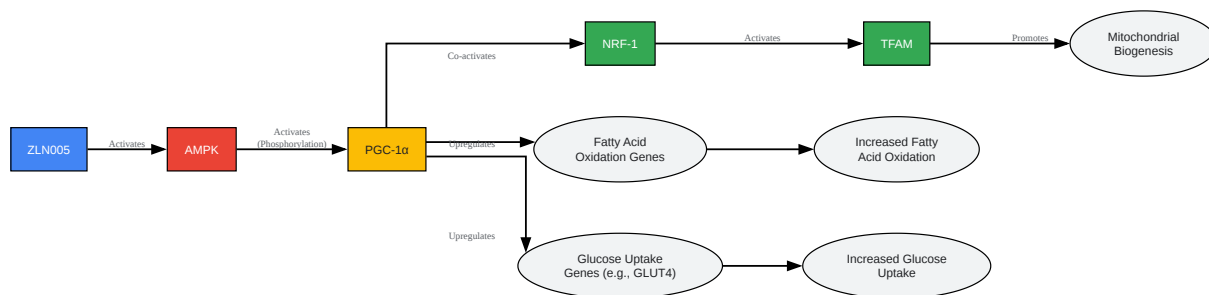 NRF-1
Activates
TFAM
Promotes
Mitochondrial
Biogenesis
Co-activates
ZLN005
Activates
AMPK
Activates
(Phosphorylation)
PGC-1α
Upregulates
Fatty Acid
Oxidation Genes
Increased Fatty
Acid Oxidation
Upregulates
Glucose Uptake
Genes (e.g., GLUT4)
Increased Glucose
Uptake